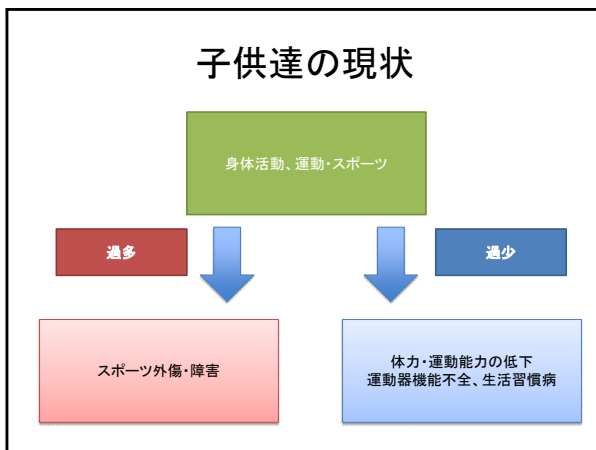 子供達の現状
身体活動、運動・スポーツ
過多
過少
スポーツ外傷・障害
体力・運動能力の低下
運動器機能不全、生活習慣病